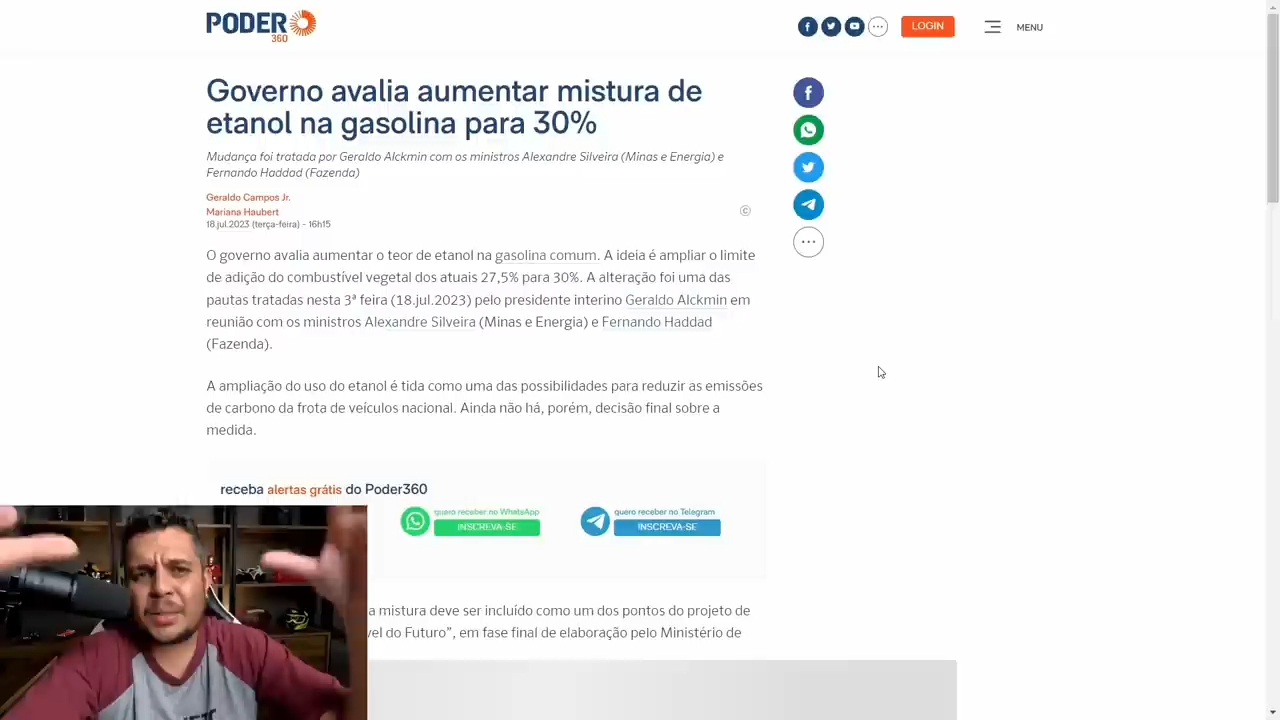 PODER
360
LOGIN
MENU
Governo avalia aumentar mistura de
etanol na gasolina para 30%
Mudança foi tratada por Geraldo Alckmin com os ministros Alexandre Silveira (Minas e Energia) e
Fernando Haddad (Fazenda)
Geraldo Campos Jr.
Mariana Haubert
18.jul.2023 (terça-feira) - 16h15
O governo avalia aumentar o teor de etanol na gasolina comum. A ideia é ampliar o limite
de adição do combustível vegetal dos atuais 27,5% para 30%. A alteração foi uma das
pautas tratadas nesta 3ª feira (18.jul.2023) pelo presidente interino Geraldo Alckmin em
reunião com os ministros Alexandre Silveira (Minas e Energia) e Fernando Haddad
(Fazenda).
A ampliação do uso do etanol é tida como uma das possibilidades para reduzir as emissões
de carbono da frota de veículos nacional. Ainda não há, porém, decisão final sobre a
medida.
receba alertas grátis do Poder360
quero receber no WhatsApp
INSCREVA-SE
quero receber no Telegram
INSCREVA-SE
a mistura deve ser incluído como um dos pontos do projeto de
vel do Futuro”, em fase final de elaboração pelo Ministério de